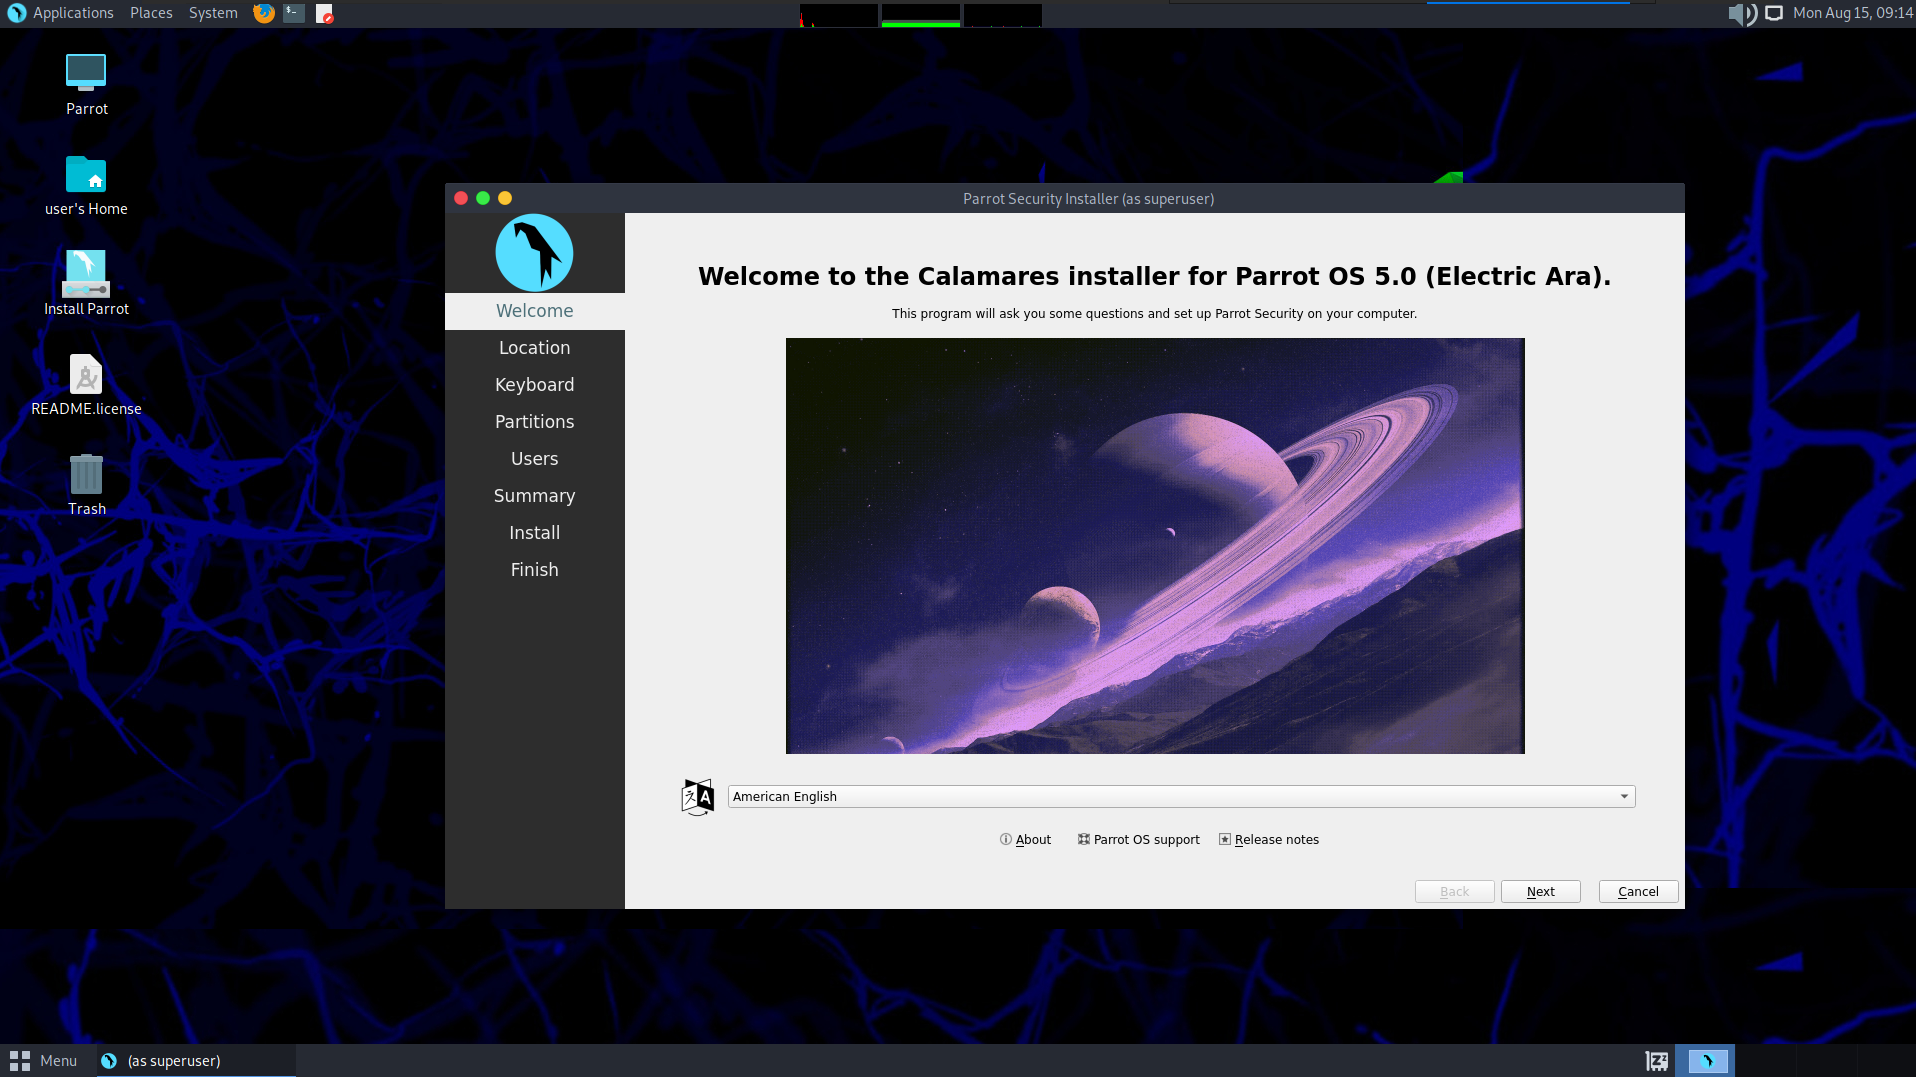 Applications Places System
Mon Aug 15, 09:14
Parrot
user's Home
Install Parrot
README.license
Trash
Parrot Security Installer (as superuser)
Welcome
Location
Keyboard
Partitions
Users
Summary
Install
Finish
Welcome to the Calamares installer for Parrot OS 5.0 (Electric Ara).
This program will ask you some questions and set up Parrot Security on your computer.
American English
About Parrot OS support Release notes
Back Next Cancel
Menu (as superuser)